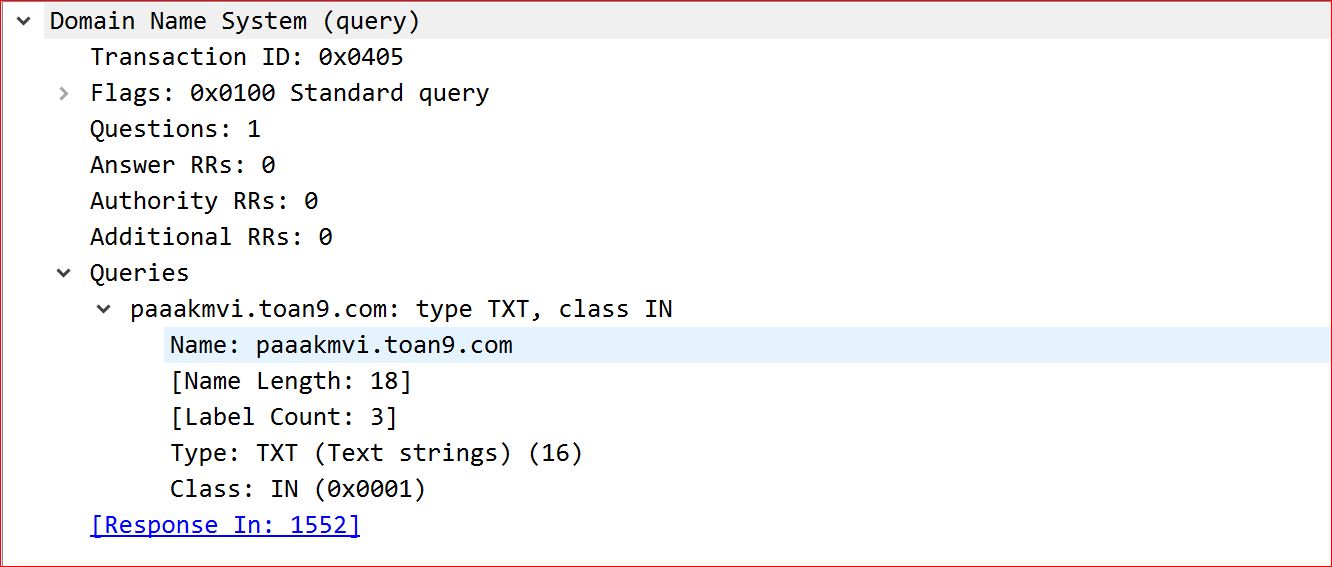 Domain Name System (query)
Transaction ID: 0x0405
Flags: 0x0100 Standard query
Questions: 1
Answer RRs: 0
Authority RRs: 0
Additional RRs: 0
Queries
paaakmvi.toan9.com: type TXT, class IN
Name: paaakmvi.toan9.com
[Name Length: 18]
[Label Count: 3]
Type: TXT (Text strings) (16)
Class: IN (0x0001)
[Response In: 1552]